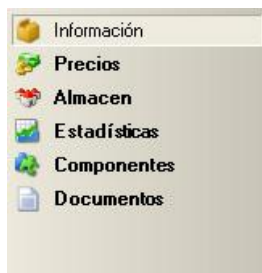 Información
Precios
Almacen
Estadísticas
Componentes
Documentos